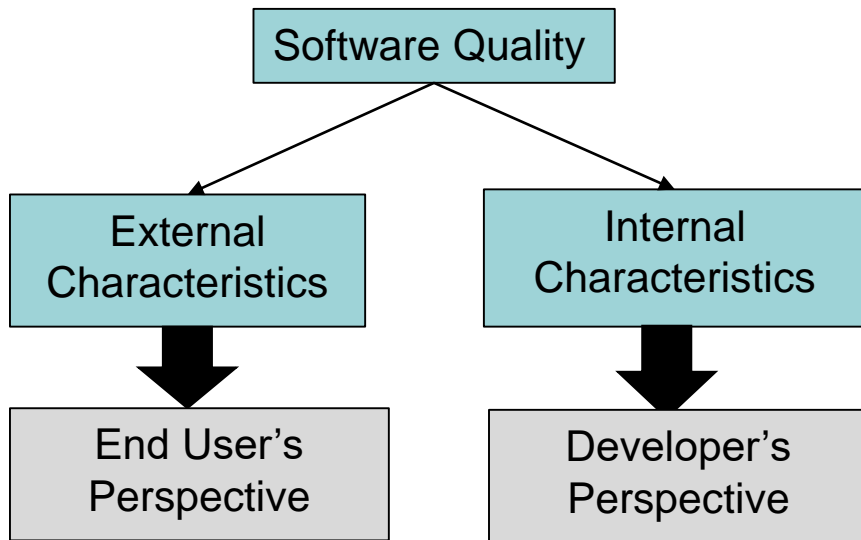 Software Quality
External
Characteristics
Internal
Characteristics
End User's
Perspective
Developer’s
Perspective